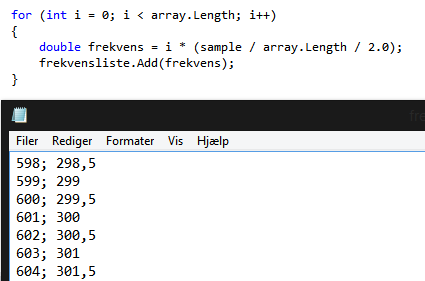 for (int i = 0; i < array.Length; i++)
{
double frekvens = i * (sample / array.Length / 2.0);
frekvensliste.Add(frekvens);
}
Filer Rediger Formater Vis Hjælp
598; 298,5
599; 299
600; 299,5
601; 300
602; 300,5
603; 301
604; 301,5